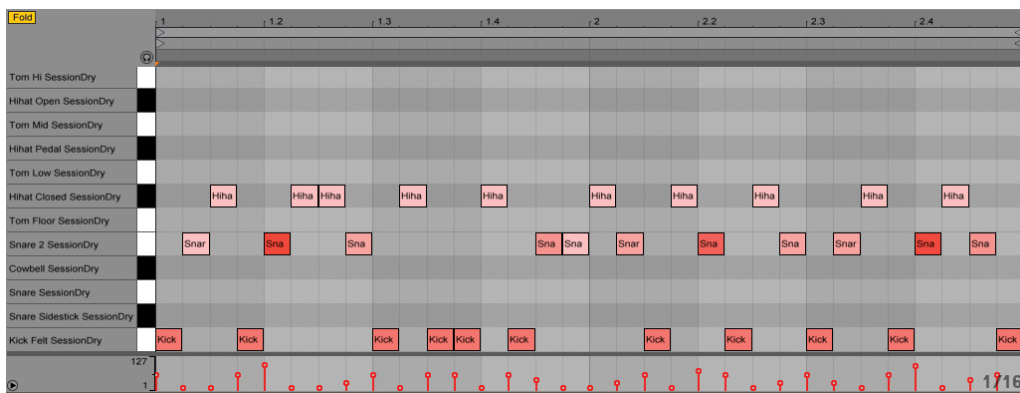 Fold
1 1.2 1.3 1.4 2 2.2 2.3 2.4
Tom Hi SessionDry
Hihat Open SessionDry
Tom Mid SessionDry
Hihat Pedal SessionDry
Tom Low SessionDry
Hihat Closed SessionDry Hiha Hiha Hiha Hiha Hiha Hiha Hiha Hiha Hiha Hiha
Tom Floor SessionDry
Snare 2 SessionDry Snar Sna Sna Sna Sna Snar Sna Sna Snar Sna Sna
Cowbell SessionDry
Snare SessionDry
Snare Sidestick SessionDry
Kick Felt SessionDry Kick Kick Kick Kick Kick Kick Kick Kick Kick Kick Kick
127
1
1/16